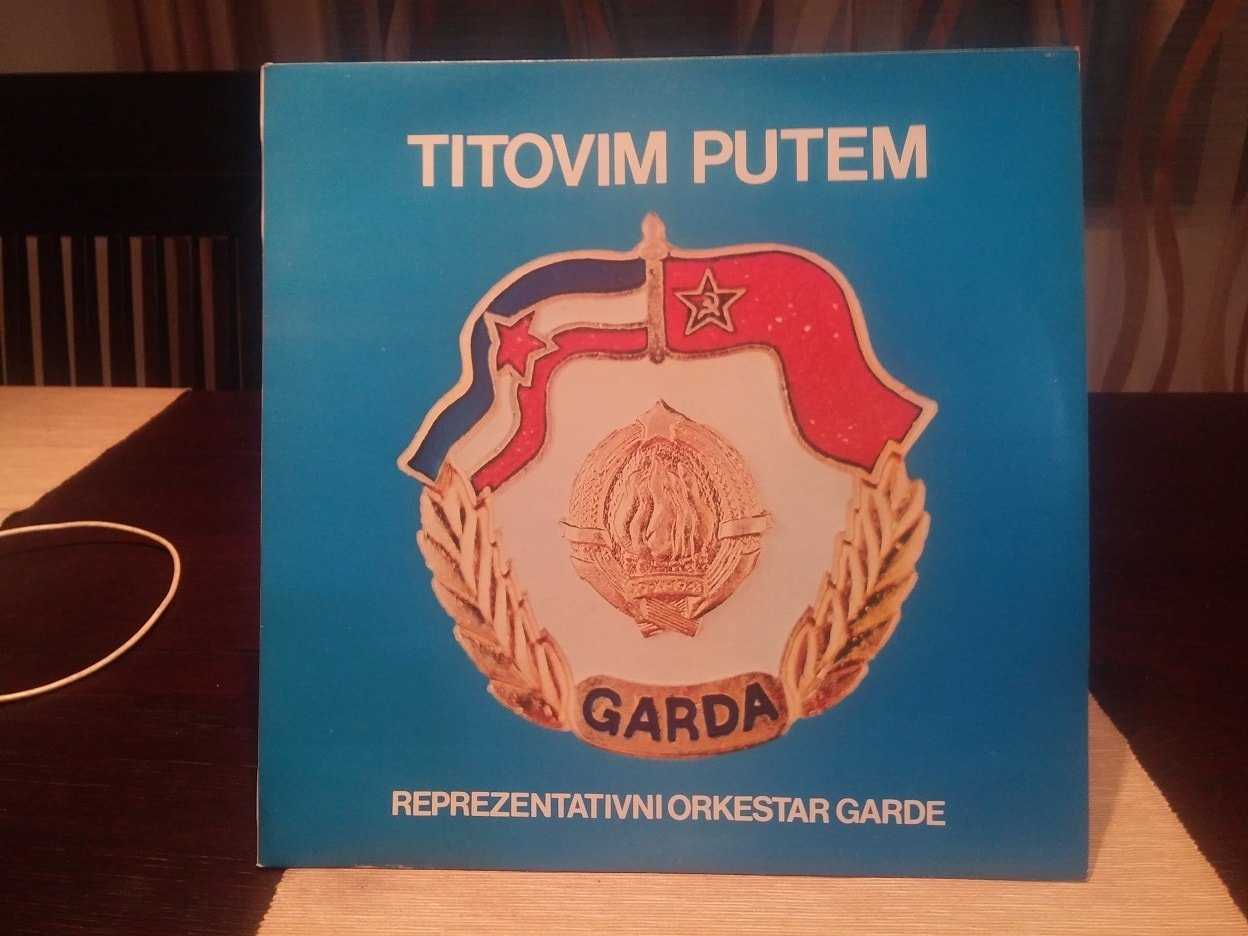 TITOVIM PUTEM
GARDA
REPREZENTATIVNI ORKESTAR GARDE